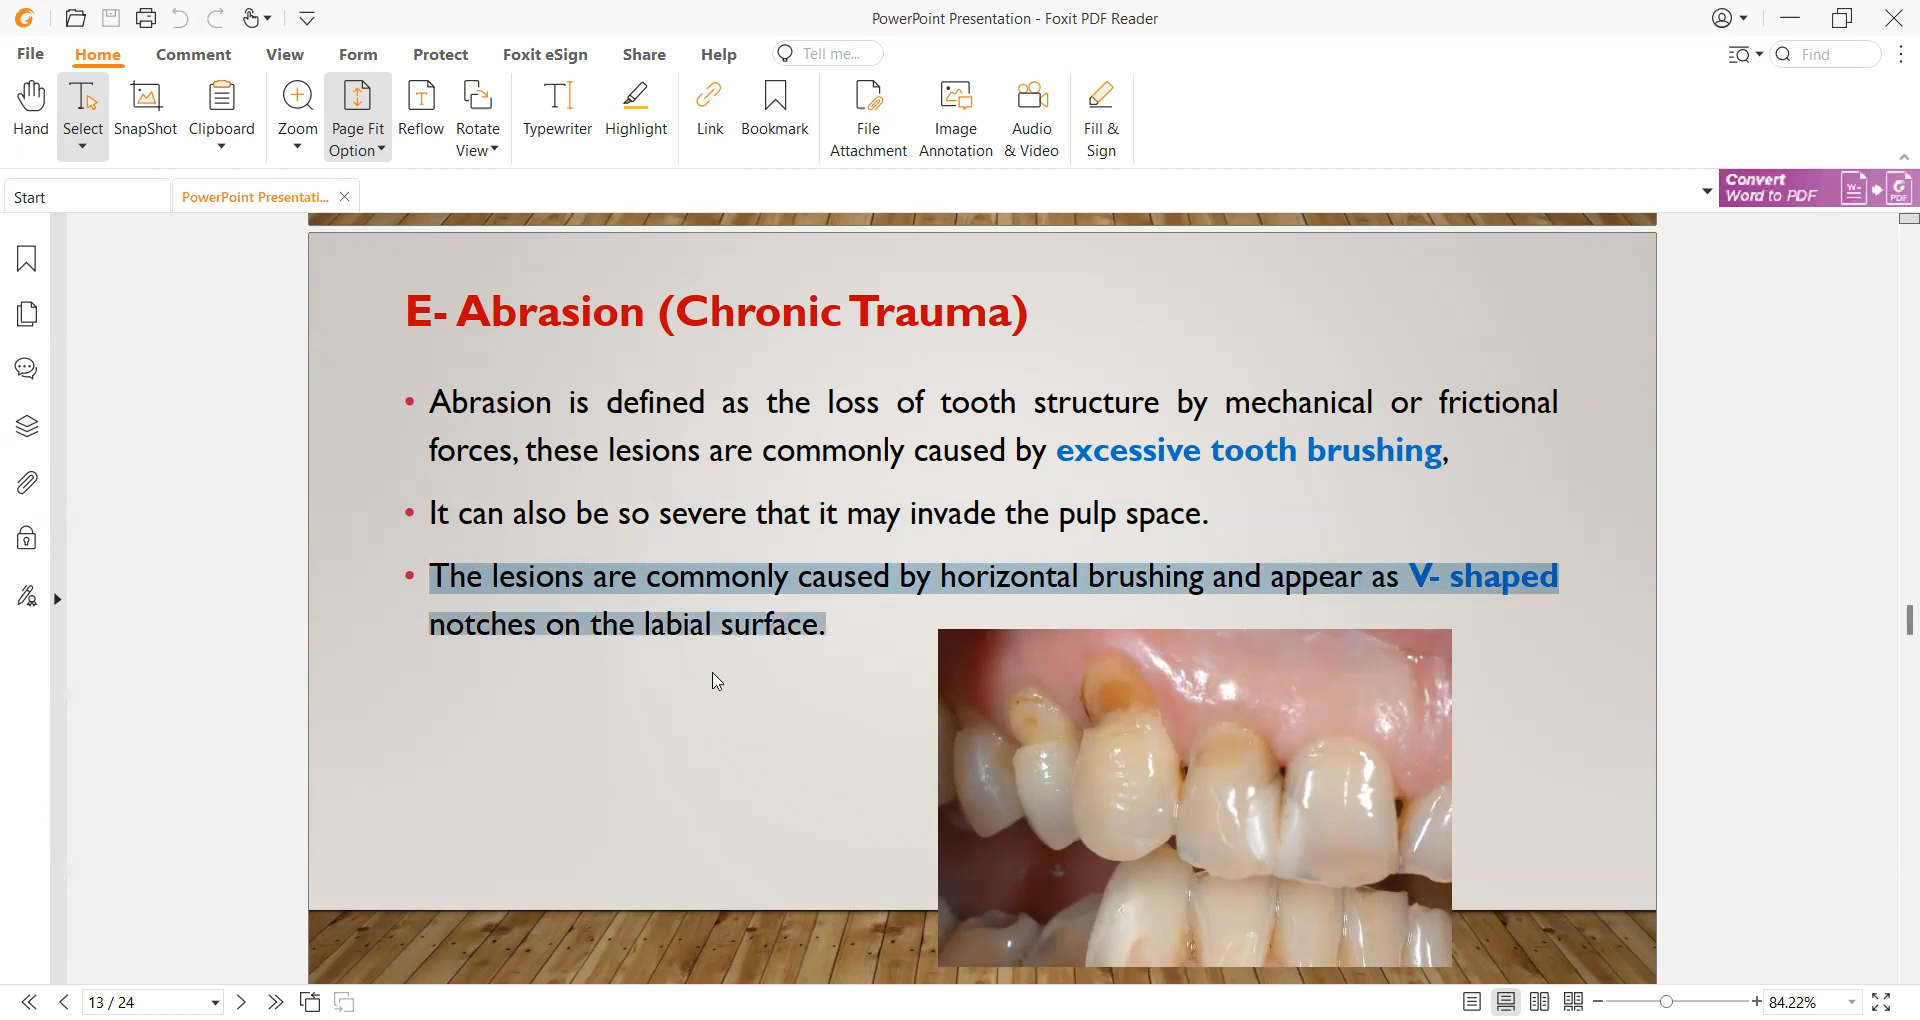 PowerPoint Presentation - Foxit PDF Reader
File Home Comment View Form Protect Foxit eSign Share Help Tell me... Find
Hand Select SnapShot Clipboard Zoom Page Fit Option Reflow Rotate View Typewriter Highlight Link Bookmark File Attachment Image Annotation Audio & Video Fill & Sign
Start PowerPoint Presentati...
Convert
Word to PDF
E- Abrasion (Chronic Trauma)
• Abrasion is defined as the loss of tooth structure by mechanical or frictional
forces, these lesions are commonly caused by excessive tooth brushing,
• It can also be so severe that it may invade the pulp space.
• The lesions are commonly caused by horizontal brushing and appear as V- shaped
notches on the labial surface.
13 / 24 84.22%